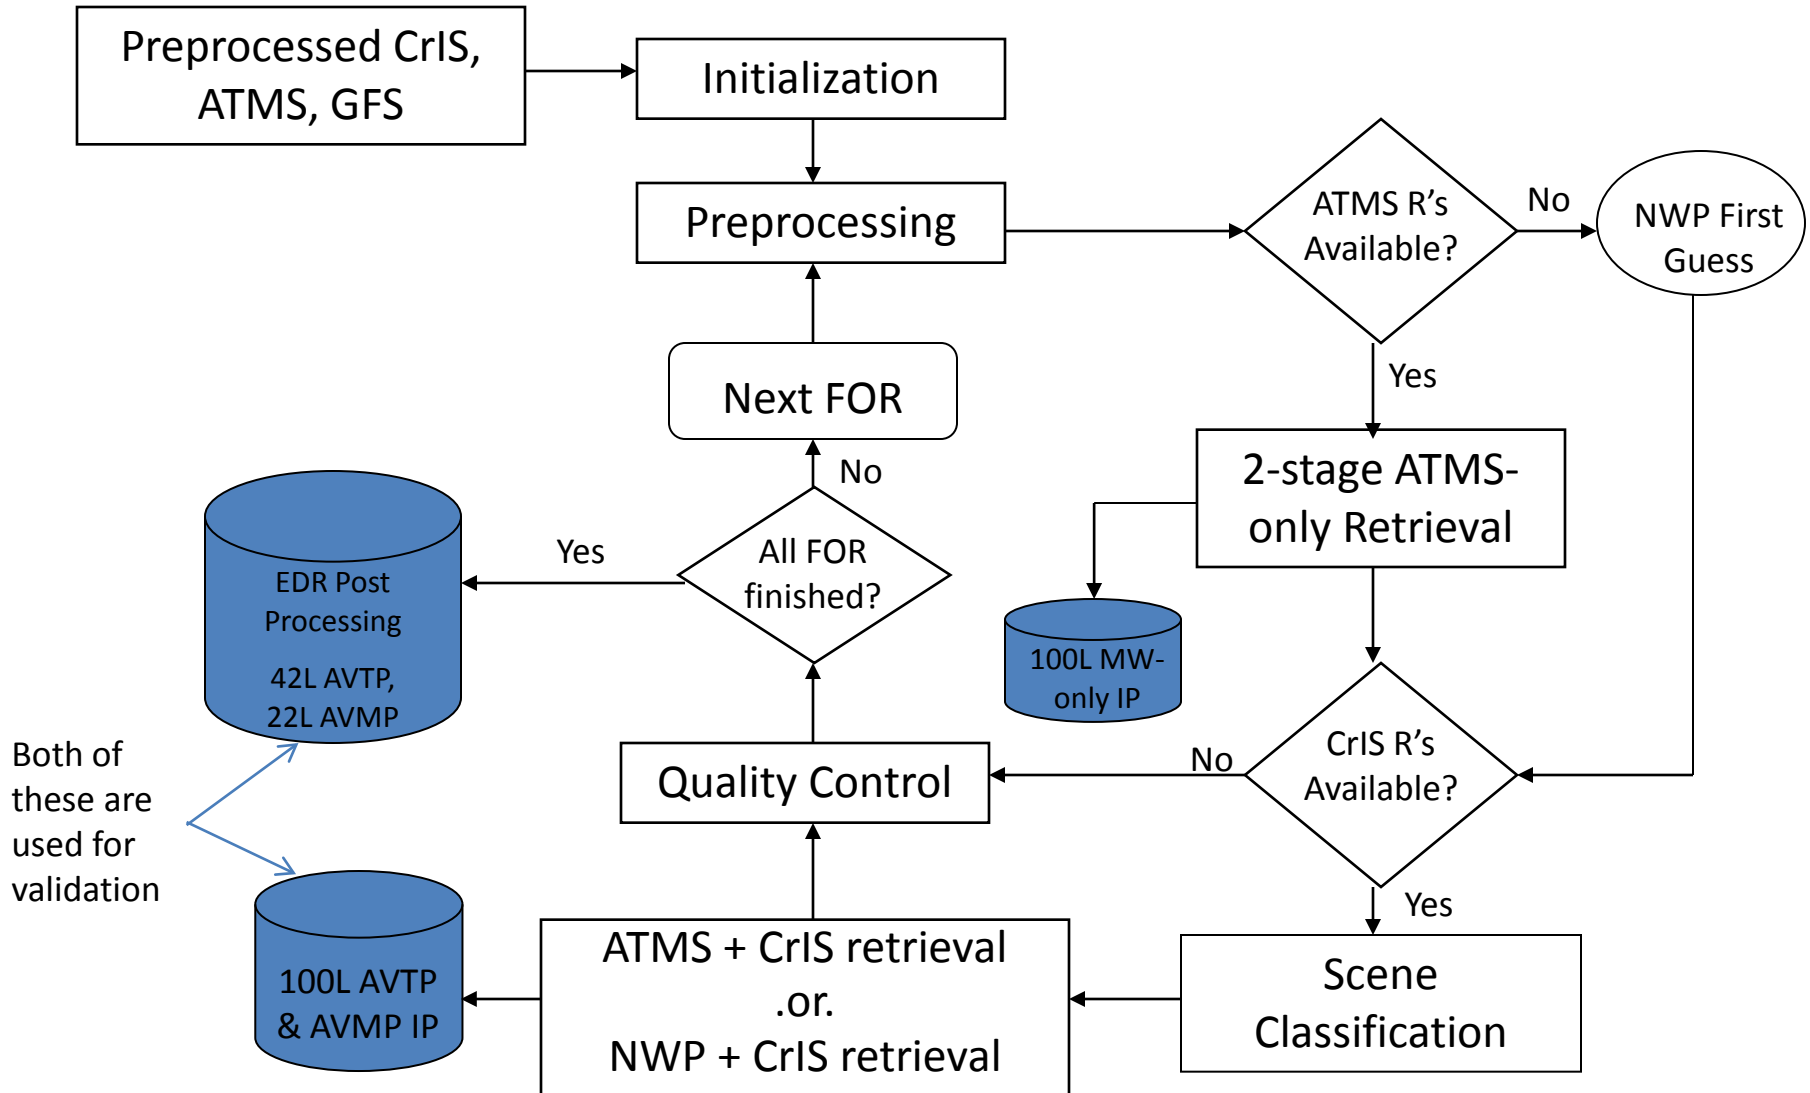 Preprocessed CrIS,
ATMS, GFS
Initialization
Preprocessing
ATMS R’s
Available?
No
NWP First
Guess
Yes
Next FOR
No
2-stage ATMS-
only Retrieval
All FOR
finished?
Yes
EDR Post
Processing
42L AVTP,
22L AVMP
100L MW-
only IP
CrIS R’s
Available?
No
Quality Control
Both of
these are
used for
validation
Yes
Scene
Classification
ATMS + CrIS retrieval
.or.
NWP + CrIS retrieval
100L AVTP
& AVMP IP